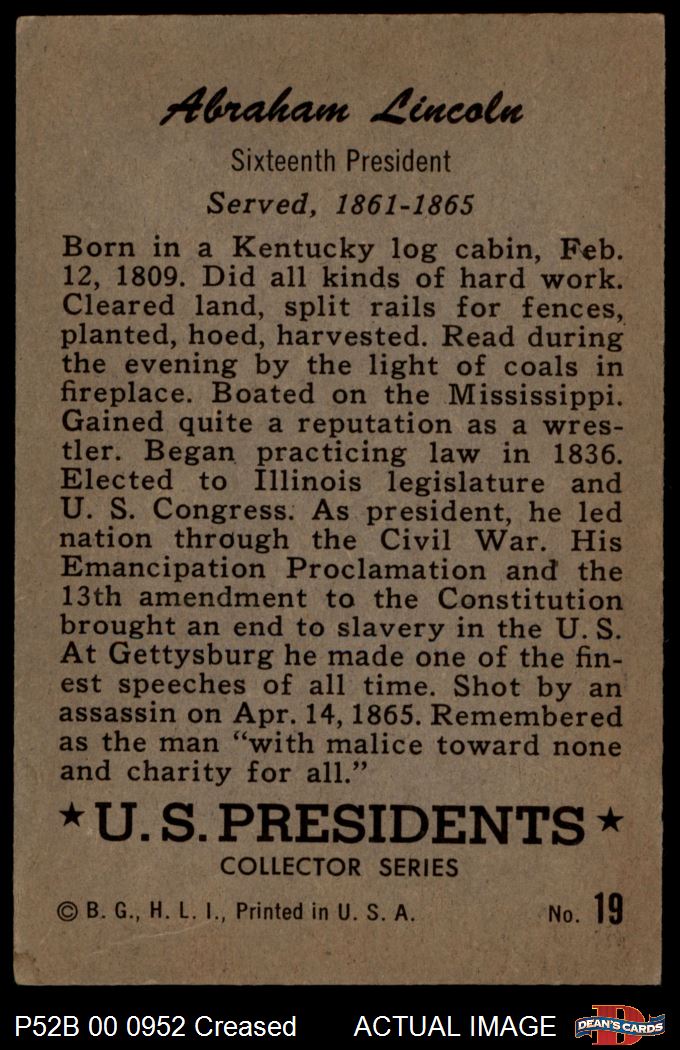 Abraham Lincoln
Sixteenth President
Served, 1861-1865
Born in a Kentucky log cabin, Feb.
12, 1809. Did all kinds of hard work.
Cleared land, split rails for fences,
planted, hoed, harvested. Read during
the evening by the light of coals in
fireplace. Boated on the Mississippi.
Gained quite a reputation as a wres-
tler. Began practicing law in 1836.
Elected to Illinois legislature and
U. S. Congress. As president, he led
nation through the Civil War. His
Emancipation Proclamation and the
13th amendment to the Constitution
brought an end to slavery in the U. S.
At Gettysburg he made one of the fin-
est speeches of all time. Shot by an
assassin on Apr. 14, 1865. Remembered
as the man “with malice toward none
and charity for all.”
★ U. S. PRESIDENTS ★
COLLECTOR SERIES
© B. G., H. L. I., Printed in U. S. A. No. 19
P52B 00 0952 Creased ACTUAL IMAGE D DEAN'S CARDS